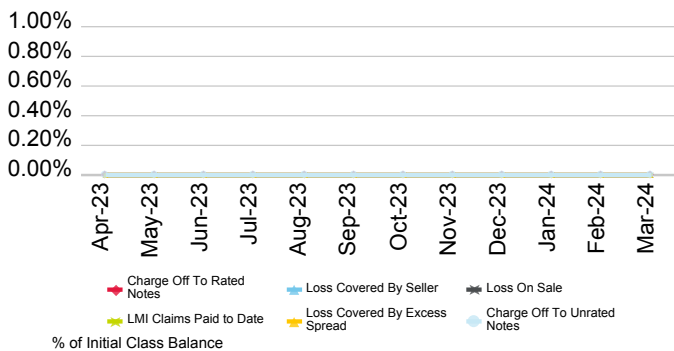 1.00%
0.80%
0.60%
0.40%
0.20%
0.00%
Apr-23
May-23
Jun-23
Jul-23
Aug-23
Sep-23
Oct-23
Nov-23
Dec-23
Jan-24
Feb-24
Mar-24
Charge Off To Rated
Notes
Loss Covered By Seller
Loss On Sale
LMI Claims Paid to Date
Loss Covered By Excess
Spread
Charge Off To Unrated
Notes
% of Initial Class Balance